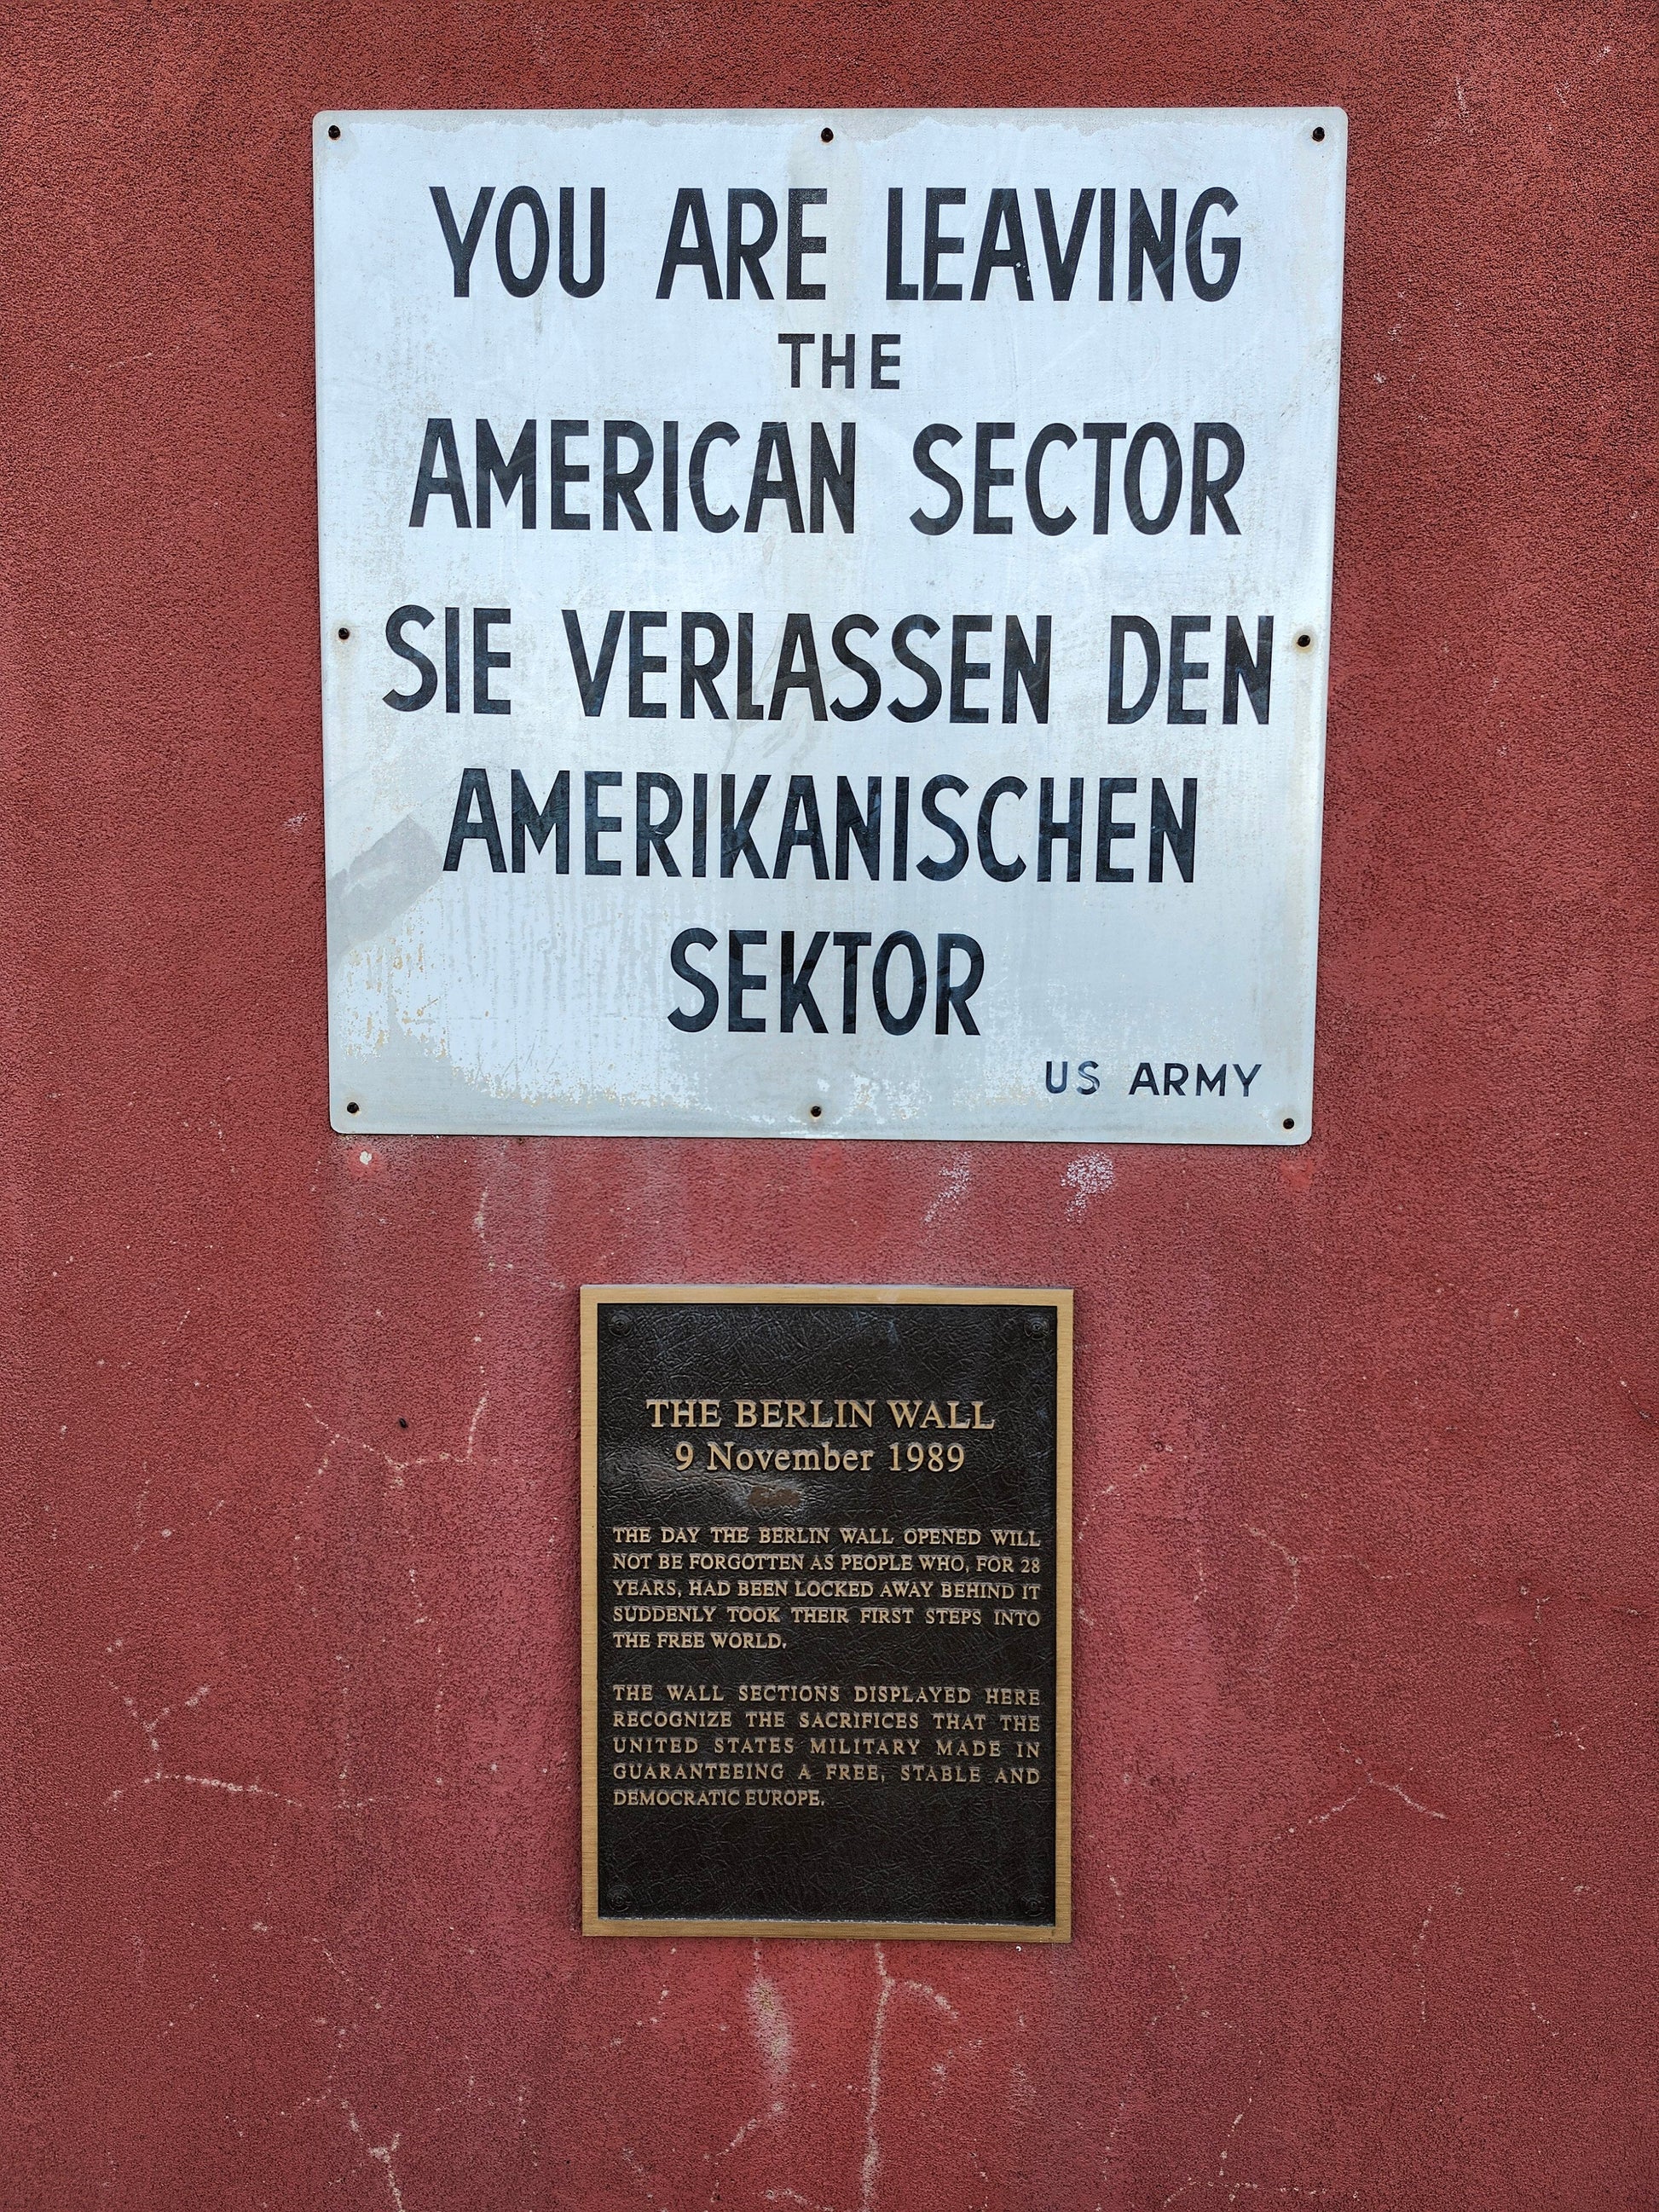 YOU ARE LEAVING
THE
AMERICAN SECTOR
SIE VERLASSEN DEN
AMERIKANISCHEN
SEKTOR
US ARMY
THE BERLIN WALL
9 November 1989
THE DAY THE BERLIN WALL OPENED WILL
NOT BE FORGOTTEN AS PEOPLE WHO, FOR 28
YEARS, HAD BEEN LOCKED AWAY BEHIND IT
SUDDENLY TOOK THEIR FIRST STEPS INTO
THE FREE WORLD.
THE WALL SECTIONS DISPLAYED HERE
RECOGNIZE THE SACRIFICES THAT THE
UNITED STATES MILITARY MADE IN
GUARANTEEING A FREE, STABLE AND
DEMOCRATIC EUROPE.